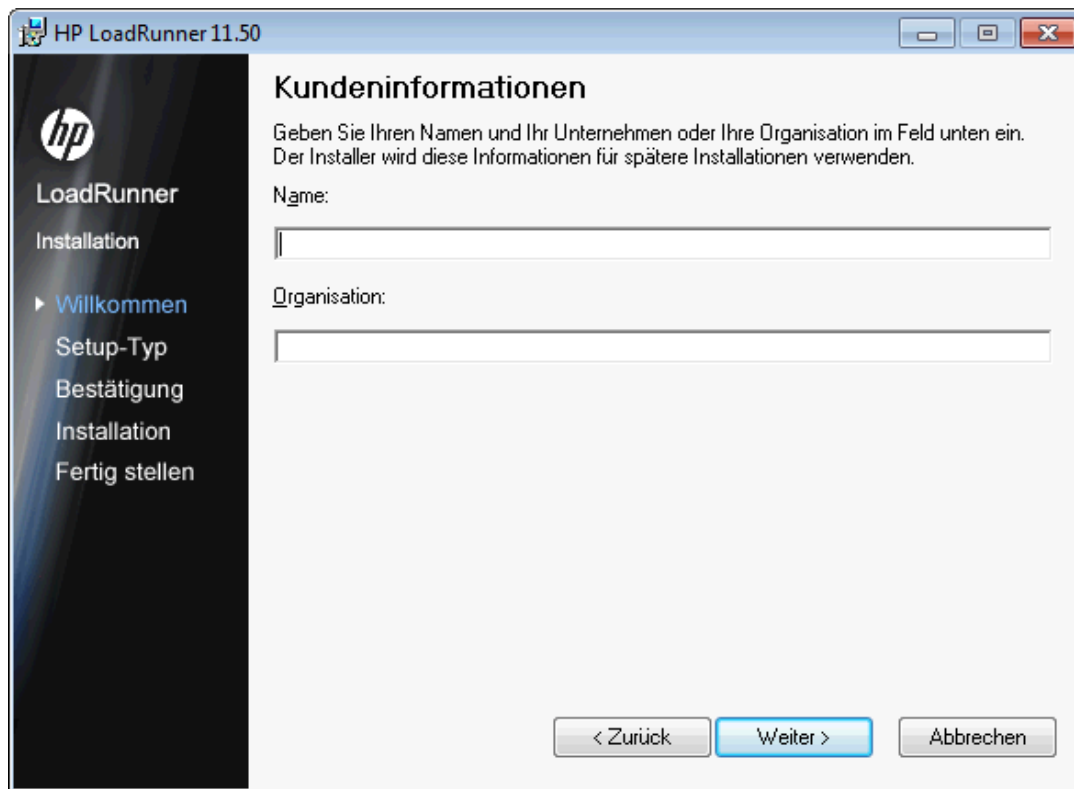 HP LoadRunner 11.50
hp
LoadRunner
Installation
Willkommen
Setup-Typ
Bestätigung
Installation
Fertig stellen
Kundeninformationen
Geben Sie Ihren Namen und Ihr Unternehmen oder Ihre Organisation im Feld unten ein.
Der Installer wird diese Informationen für spätere Installationen verwenden.
Name:
Organisation:
< Zurück
Weiter >
Abbrechen